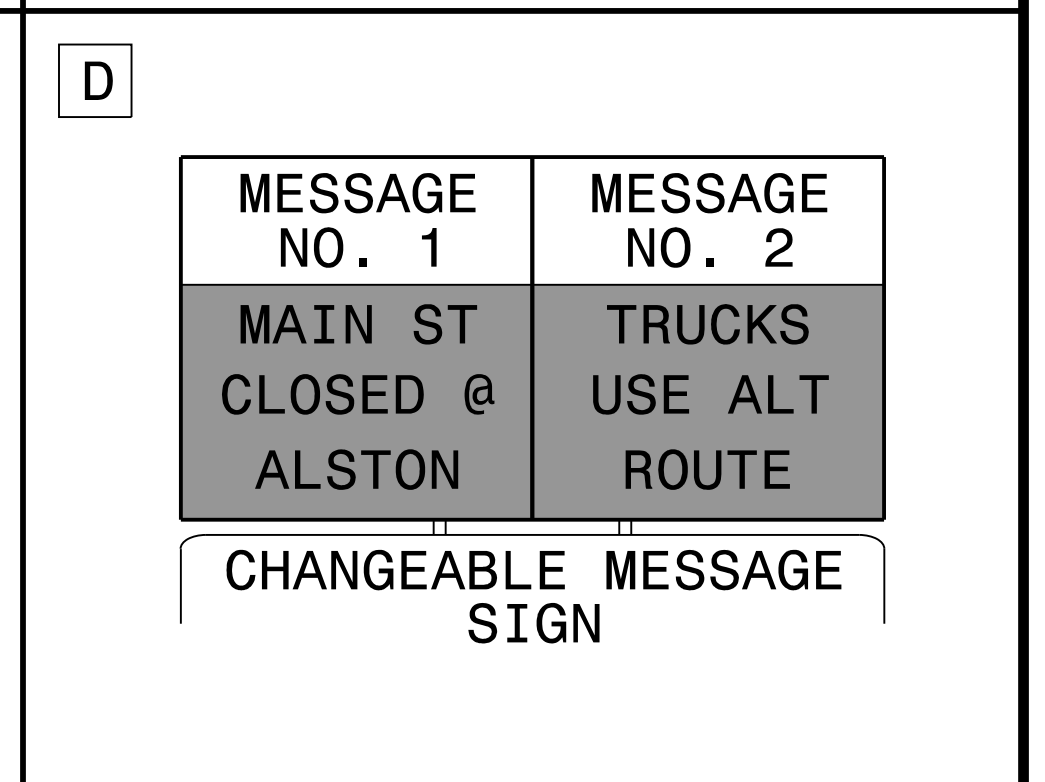 D
MESSAGE NO. 1
MESSAGE NO. 2
MAIN ST
CLOSED @
ALSTON
TRUCKS
USE ALT
ROUTE
CHANGEABLE MESSAGE
SIGN